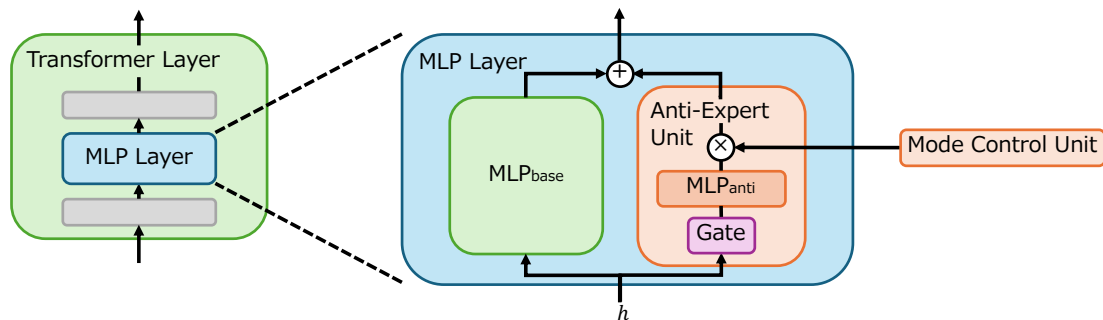 Transformer Layer
MLP Layer
MLP Layer
MLPbase
Anti-Expert
Unit
×
+
MLPanti
Gate
h
Mode Control Unit